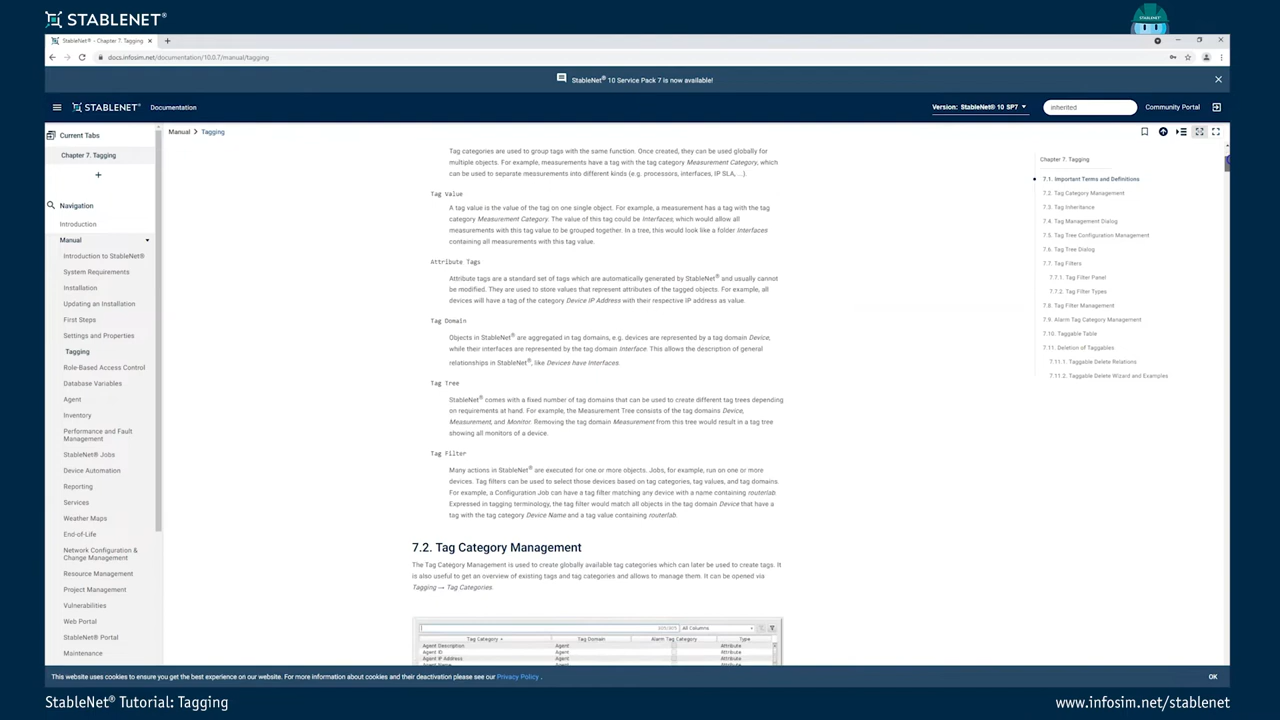 STABLENET®
STABLENET
StableNet® - Chapter 7. Tagging
docs.infosim.net/documentation/10.0.7/manual/tagging
StableNet® 10 Service Pack 7 is now available!
STABLENET® Documentation
Version: StableNet® 10 SP7
inherited
Community Portal
Current Tabs
Chapter 7. Tagging
Navigation
Introduction
Manual
Introduction to StableNet®
System Requirements
Installation
Updating an Installation
First Steps
Settings and Properties
Tagging
Role-Based Access Control
Database Variables
Agent
Inventory
Performance and Fault
Management
StableNet® Jobs
Device Automation
Reporting
Services
Weather Maps
End-of-Life
Network Configuration &
Change Management
Resource Management
Project Management
Vulnerabilities
Web Portal
StableNet® Portal
Maintenance
Manual > Tagging
Tag categories are used to group tags with the same function. Once created, they can be used globally for
multiple objects. For example, measurements have a tag with the tag category Measurement Category, which
can be used to separate measurements into different kinds (e.g. processors, interfaces, IP SLA, ...).
Tag Value
A tag value is the value of the tag on one single object. For example, a measurement has a tag with the tag
category Measurement Category. The value of this tag could be Interfaces, which would allow all
measurements with this tag value to be grouped together. In a tree, this would look like a folder Interfaces
containing all measurements with this tag value.
Attribute Tags
Attribute tags are a standard set of tags which are automatically generated by StableNet® and usually cannot
be modified. They are used to store values that represent attributes of the tagged objects. For example, all
devices will have a tag of the category Device IP Address with their respective IP address as value.
Tag Domain
Objects in StableNet® are aggregated in tag domains, e.g. devices are represented by a tag domain Device,
while their interfaces are represented by the tag domain Interface. This allows the description of general
relationships in StableNet®, like Devices have Interfaces.
Tag Tree
StableNet® comes with a fixed number of tag domains that can be used to create different tag trees depending
on requirements at hand. For example, the Measurement Tree consists of the tag domains Device,
Measurement, and Monitor. Removing the tag domain Measurement from this tree would result in a tag tree
showing all monitors of a device.
Tag Filter
Many actions in StableNet® are executed for one or more objects. Jobs, for example, run on one or more
devices. Tag filters can be used to select those devices based on tag categories, tag values, and tag domains.
For example, a Configuration Job can have a tag filter matching any device with a name containing routerlab.
Expressed in tagging terminology, the tag filter would match all objects in the tag domain Device that have a
tag with the tag category Device Name and a tag value containing routerlab.
7.2. Tag Category Management
The Tag Category Management is used to create globally available tag categories which can later be used to create tags. It
is also useful to get an overview of existing tags and tag categories and allows to manage them. It can be opened via
Tagging → Tag Categories.
All Columns
Tag Category Tag Domain Alarm Tag Category Type
Agent Description Agent Attribute
Agent ID Agent Attribute
Agent IP Address Agent Attribute
Chapter 7. Tagging
7.1. Important Terms and Definitions
7.2. Tag Category Management
7.3. Tag Inheritance
7.4. Tag Management Dialog
7.5. Tag Tree Configuration Management
7.6. Tag Tree Dialog
7.7. Tag Filters
7.7.1. Tag Filter Panel
7.7.2. Tag Filter Types
7.8. Tag Filter Management
7.9. Alarm Tag Category Management
7.10. Taggable Table
7.11. Deletion of Taggables
7.11.1. Taggable Delete Relations
7.11.2. Taggable Delete Wizard and Examples
This website uses cookies to ensure you get the best experience on our website. For more information about cookies and their deactivation please see our Privacy Policy .
OK
StableNet® Tutorial: Tagging
www.infosim.net/stablenet